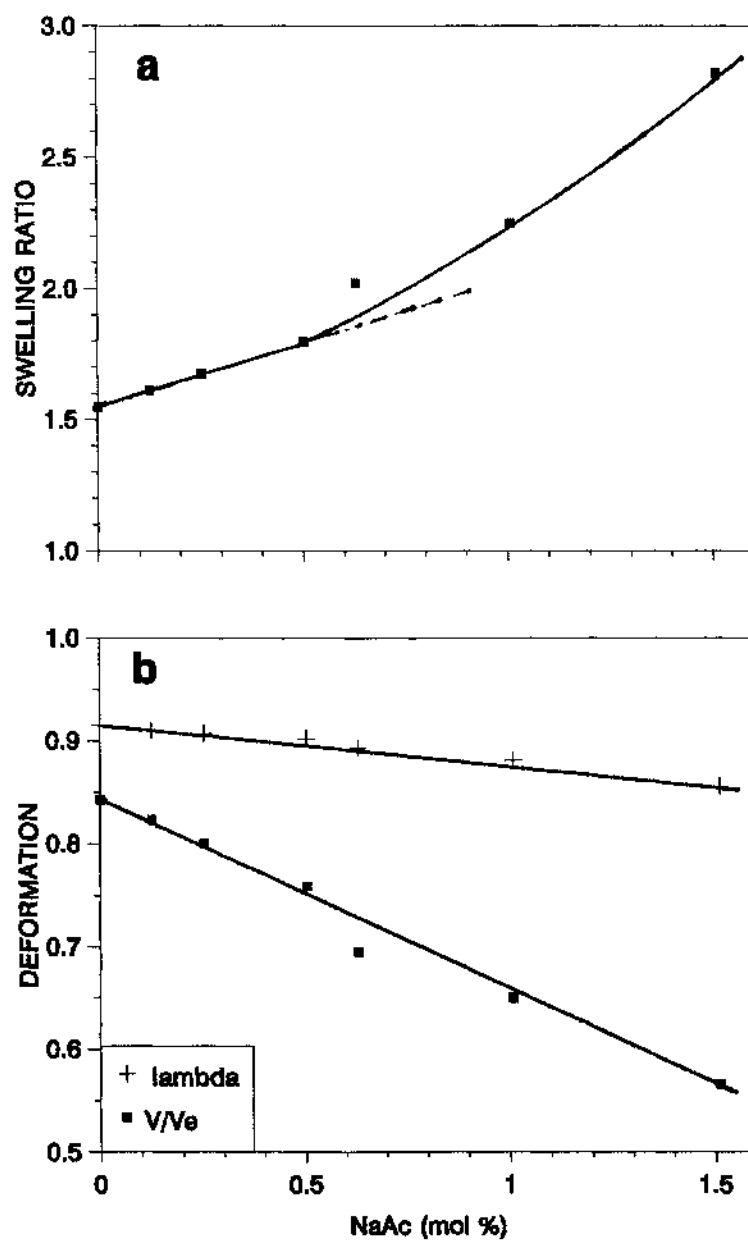 a
3.0
2.5
2.0
1.5
1.0
SWELLING RATIO
b
1.0
0.9
0.8
0.7
0.6
0.5
DEFORMATION
+ lambda
■ V/Ve
0 0.5 1 1.5
NaAc (mol %)